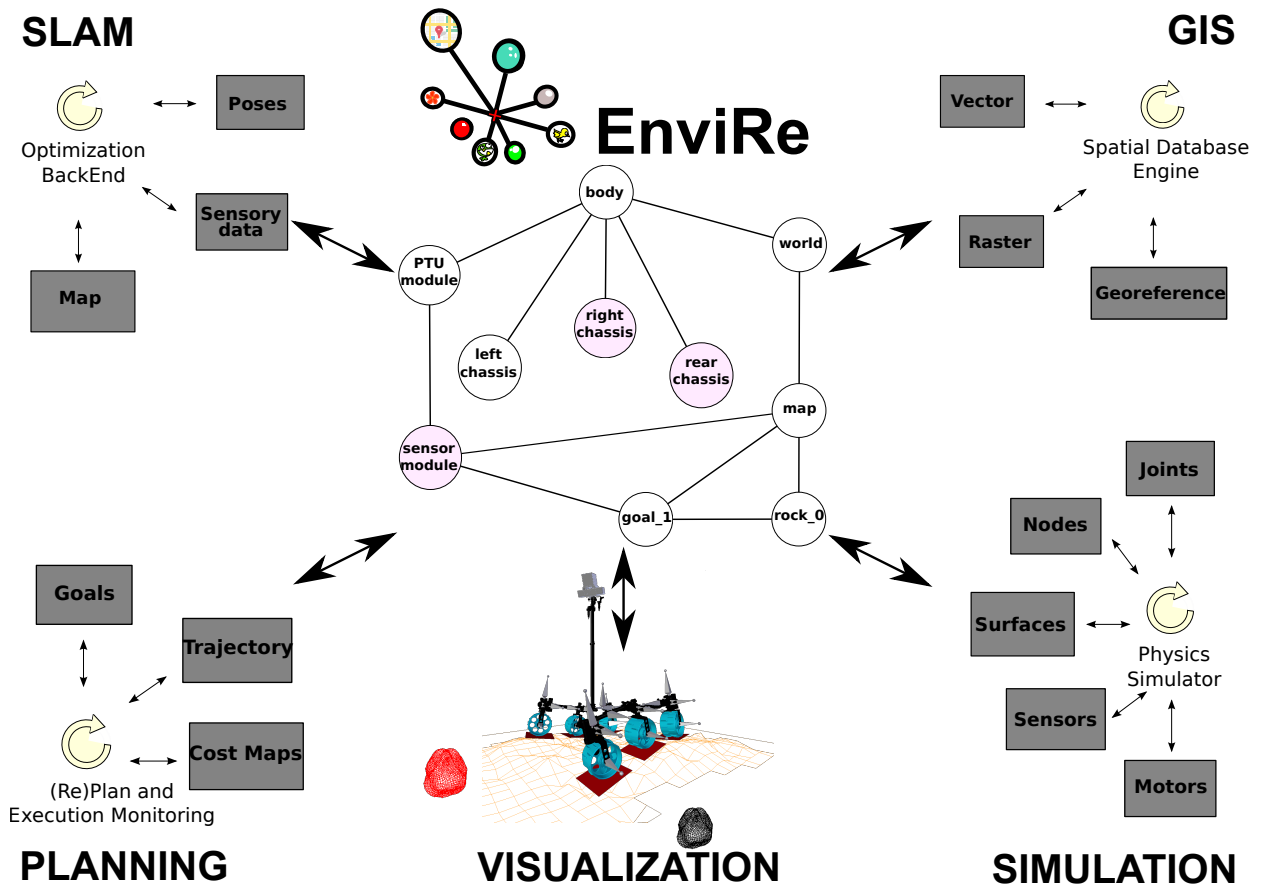 SLAM
Poses
Optimization
BackEnd
Sensory
data
Map
EnviRe
body
PTU
module
world
left
chassis
right
chassis
rear
chassis
map
sensor
module
goal_1
rock_0
GIS
Vector
Spatial Database
Engine
Raster
Georeference
Goals
Trajectory
Cost Maps
(Re)Plan and
Execution Monitoring
PLANNING
VISUALIZATION
Joints
Nodes
Surfaces
Physics
Simulator
Sensors
Motors
SIMULATION